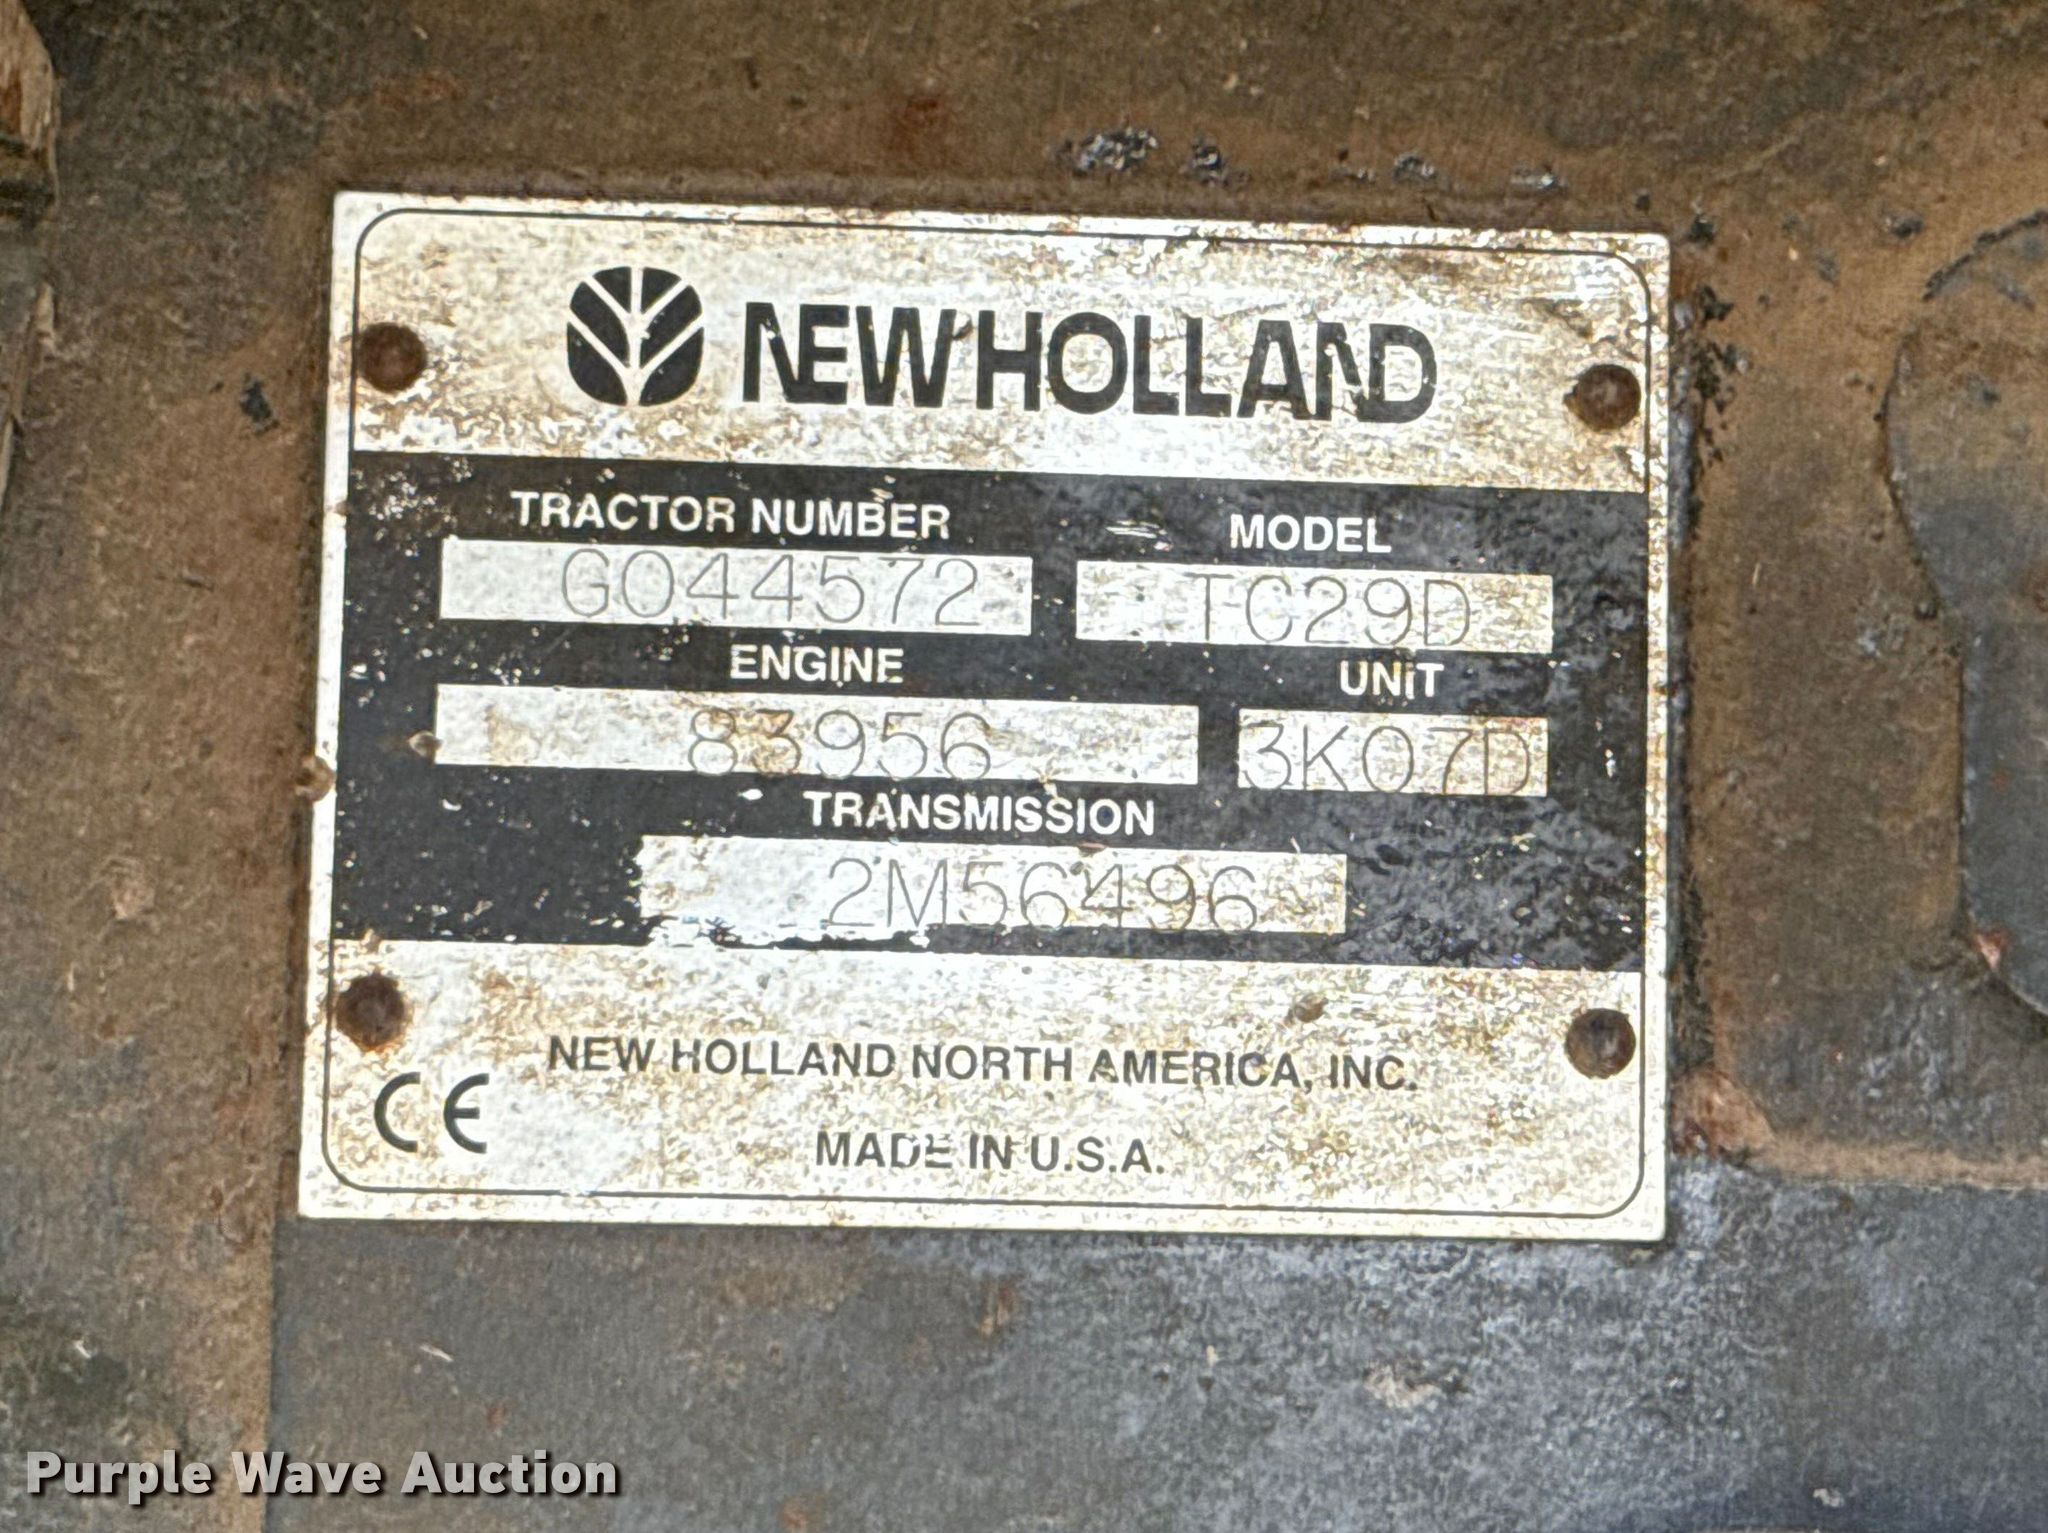 NEW HOLLAND
TRACTOR NUMBER MODEL
G044572 TC29D
ENGINE UNIT
83956 3K07D
TRANSMISSION
2M56496
NEW HOLLAND NORTH AMERICA, INC.
CE
MADE IN U.S.A.
Purple Wave Auction